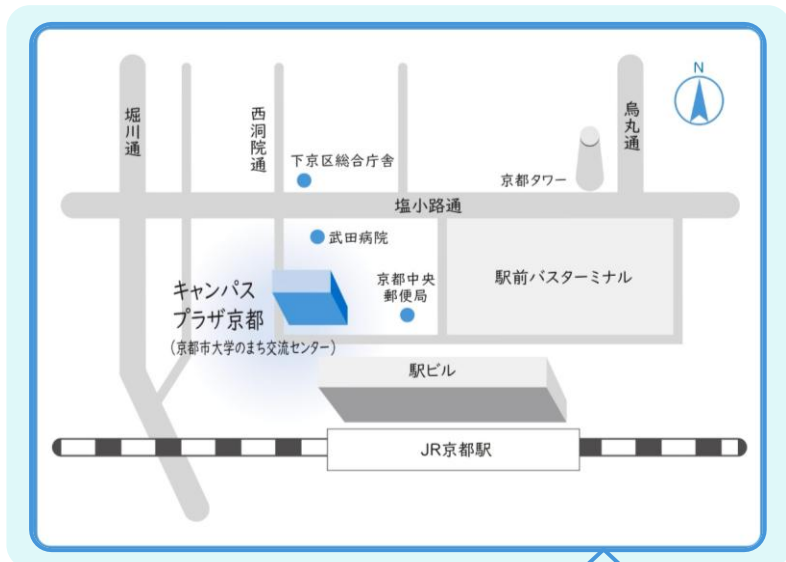 N
堀川通
西洞院通
烏丸通
下京区総合庁舎
京都タワー
塩小路通
武田病院
駅前バスターミナル
京都中央
郵便局
キャンパス
プラザ京都
(京都市大学のまち交流センター)
駅ビル
JR京都駅